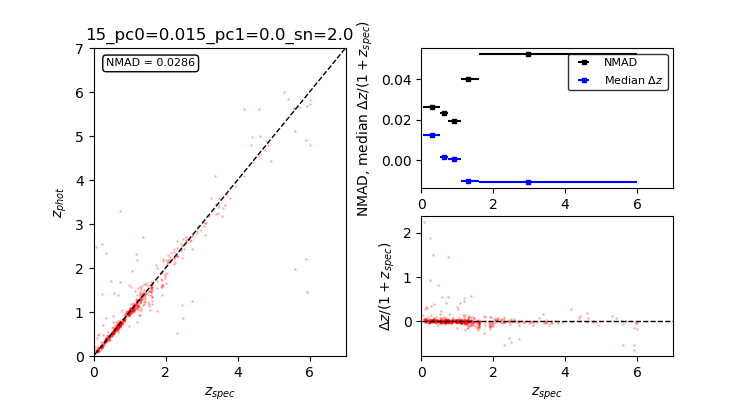 15_pc0=0.015_pc1=0.0_sn=2.0
NMAD = 0.0286
z_phot
7
6
5
4
3
2
1
0
0
2
4
6
z_spec
NMAD, median Δz/(1 + z_spec)
0.04
0.02
0.00
NMAD
Median Δz
0
2
4
6
Δz/(1 + z_spec)
2
1
0
0
2
4
6
z_spec